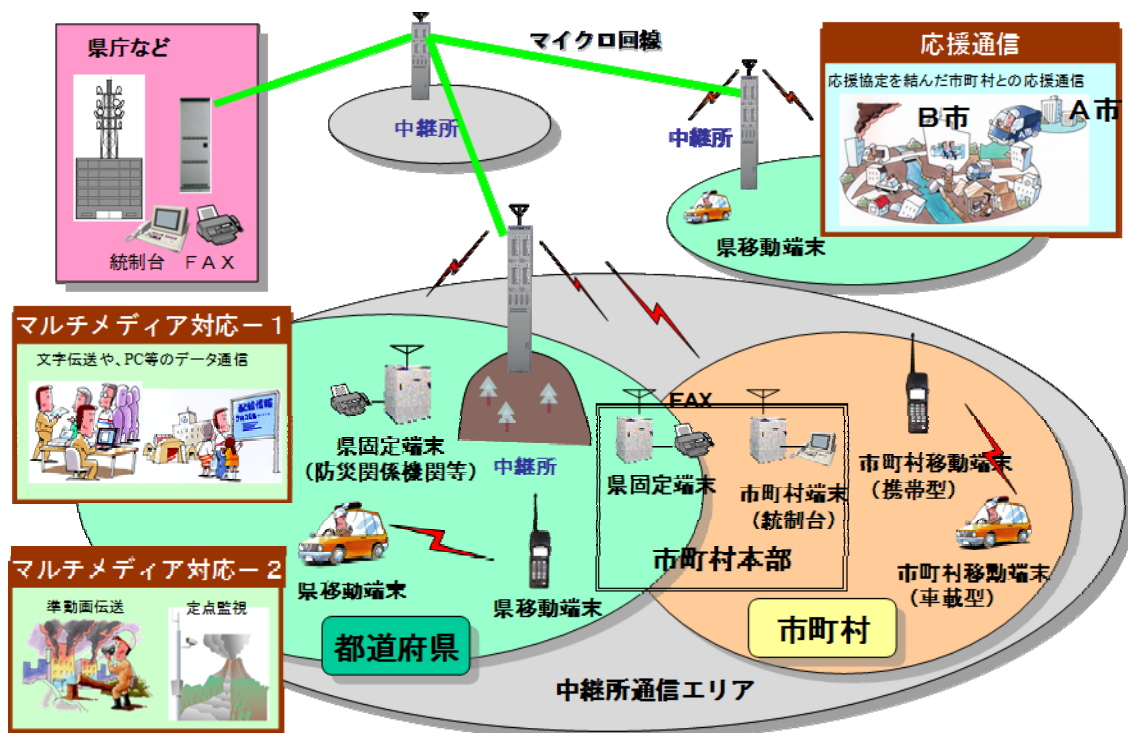 県庁など
統制台 FAX
マイクロ回線
中継所
中継所
県移動端末
応援通信
応援協定を結んだ市町村との応援通信
B市
A市
A市
マルチメディア対応－1
文字伝送や、PC等のデータ通信
配給情報
県固定端末
(防災関係機関等)
中継所
FAX
県固定端末
市町村端末
(統制台)
市町村本部
市町村移動端末
(携帯型)
市町村移動端末
(車載型)
県移動端末
県移動端末
マルチメディア対応－2
準動画伝送
定点監視
都道府県
市町村
中継所通信エリア